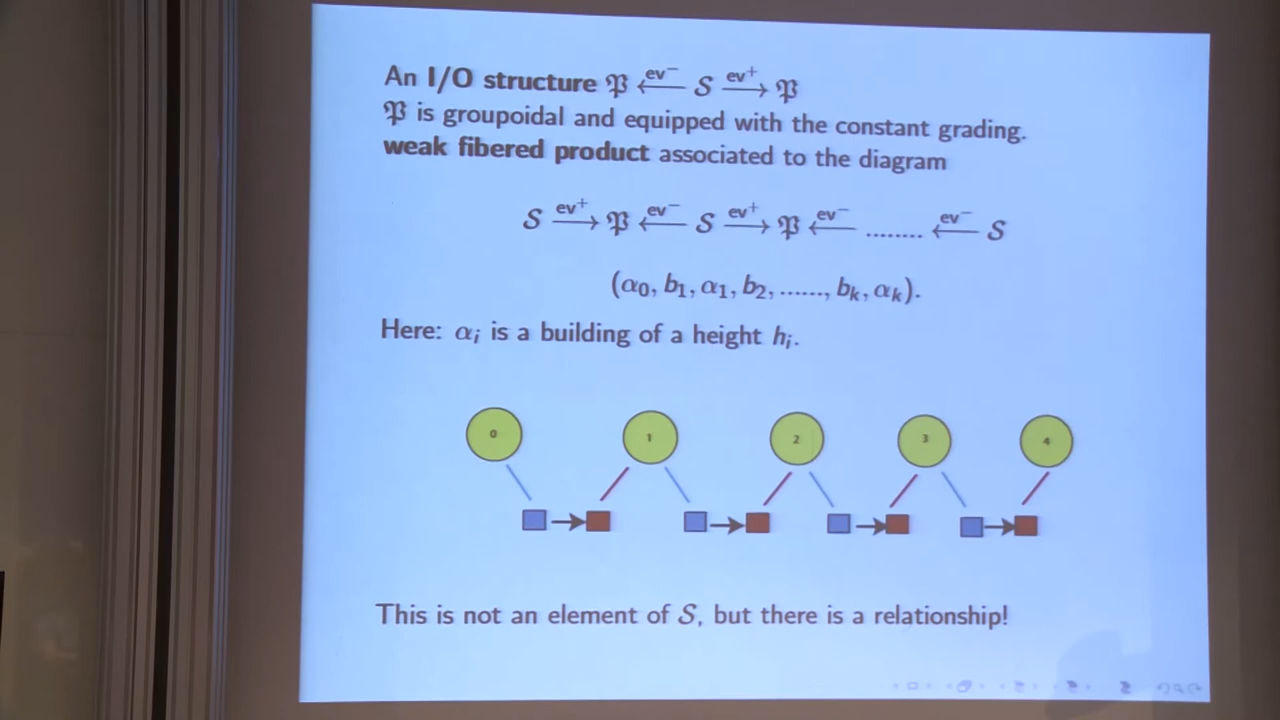 An I/O structure 𝔓 ←ev⁻ 𝒮 →ev⁺ 𝔓
𝔓 is groupoidal and equipped with the constant grading.
weak fibered product associated to the diagram
𝒮 →ev⁺ 𝔓 ←ev⁻ 𝒮 →ev⁺ 𝔓 ←ev⁻ ........ ←ev⁻ 𝒮
(α₀, b₁, α₁, b₂, ......, bₖ, αₖ).
Here: αᵢ is a building of a height hᵢ.
0 1 2 3 4
This is not an element of 𝒮, but there is a relationship!